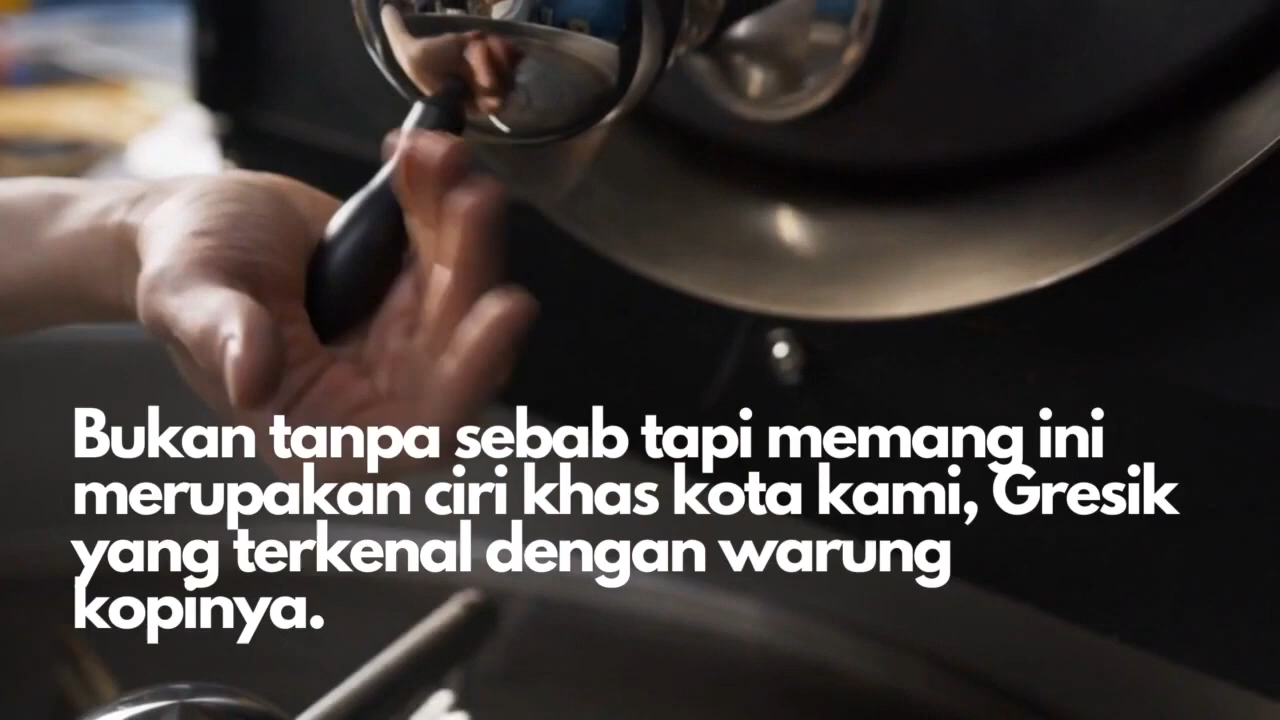 Bukan tanpa sebab tapi memang ini
merupakan ciri khas kota kami, Gresik
yang terkenal dengan warung
kopinya.